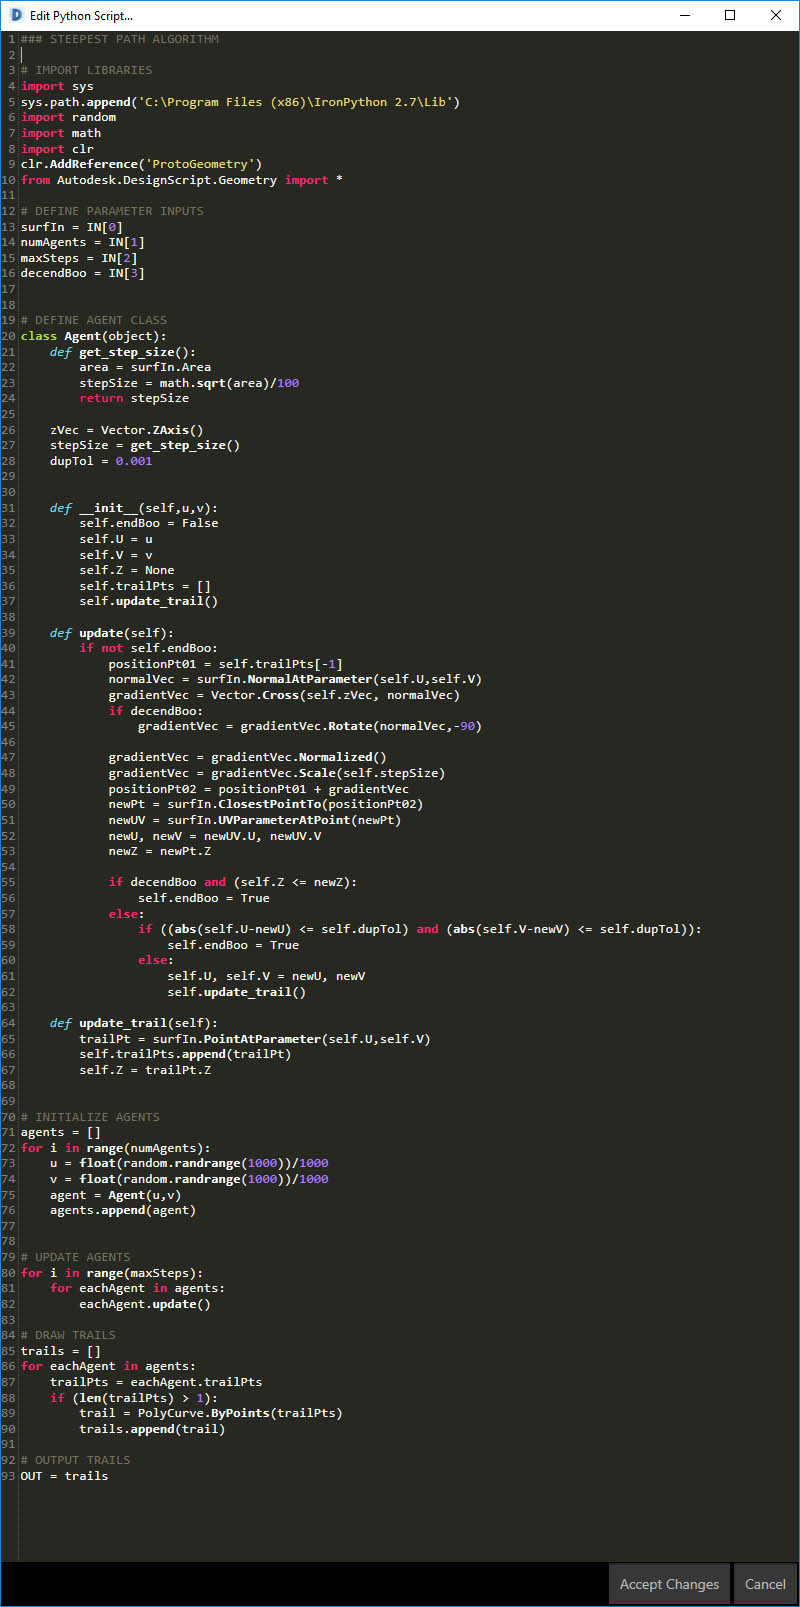 Edit Python Script...
1 ### STEEPEST PATH ALGORITHM
2
3 # IMPORT LIBRARIES
4 import sys
5 sys.path.append('C:\Program Files (x86)\IronPython 2.7\Lib')
6 import random
7 import math
8 import clr
9 clr.AddReference('ProtoGeometry')
10 from Autodesk.DesignScript.Geometry import *
11
12 # DEFINE PARAMETER INPUTS
13 surfIn = IN[0]
14 numAgents = IN[1]
15 maxSteps = IN[2]
16 decendBoo = IN[3]
17
18
19 # DEFINE AGENT CLASS
20 class Agent(object):
21     def get_step_size():
22         area = surfIn.Area
23         stepSize = math.sqrt(area)/100
24         return stepSize
25
26     zVec = Vector.ZAxis()
27     stepSize = get_step_size()
28     dupTol = 0.001
29
30
31     def __init__(self,u,v):
32         self.endBoo = False
33         self.U = u
34         self.V = v
35         self.Z = None
36         self.trailPts = []
37         self.update_trail()
38
39     def update(self):
40         if not self.endBoo:
41             positionPt01 = self.trailPts[-1]
42             normalVec = surfIn.NormalAtParameter(self.U,self.V)
43             gradientVec = Vector.Cross(self.zVec, normalVec)
44             if decendBoo:
45                 gradientVec = gradientVec.Rotate(normalVec,-90)
46
47             gradientVec = gradientVec.Normalized()
48             gradientVec = gradientVec.Scale(self.stepSize)
49             positionPt02 = positionPt01 + gradientVec
50             newPt = surfIn.ClosestPointTo(positionPt02)
51             newUV = surfIn.UVParameterAtPoint(newPt)
52             newU, newV = newUV.U, newUV.V
53             newZ = newPt.Z
54
55             if decendBoo and (self.Z <= newZ):
56                 self.endBoo = True
57             else:
58                 if ((abs(self.U-newU) <= self.dupTol) and (abs(self.V-newV) <= self.dupTol)):
59                     self.endBoo = True
60                 else:
61                     self.U, self.V = newU, newV
62                     self.update_trail()
63
64     def update_trail(self):
65         trailPt = surfIn.PointAtParameter(self.U,self.V)
66         self.trailPts.append(trailPt)
67         self.Z = trailPt.Z
68
69
70 # INITIALIZE AGENTS
71 agents = []
72 for i in range(numAgents):
73     u = float(random.randrange(1000))/1000
74     v = float(random.randrange(1000))/1000
75     agent = Agent(u,v)
76     agents.append(agent)
77
78
79 # UPDATE AGENTS
80 for i in range(maxSteps):
81     for eachAgent in agents:
82         eachAgent.update()
83
84 # DRAW TRAILS
85 trails = []
86 for eachAgent in agents:
87     trailPts = eachAgent.trailPts
88     if (len(trailPts) > 1):
89         trail = PolyCurve.ByPoints(trailPts)
90         trails.append(trail)
91
92 # OUTPUT TRAILS
93 OUT = trails
Accept Changes
Cancel